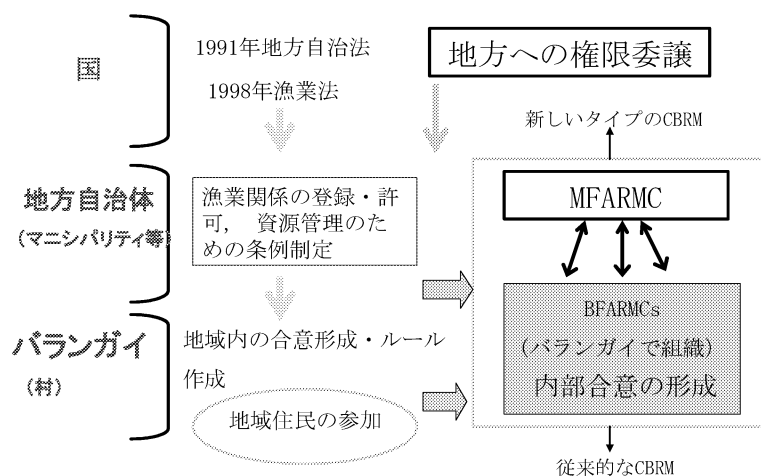 国
1991年地方自治法
1998年漁業法
地方への権限委譲
新しいタイプのCBRM
地方自治体
(マニシパリティ等)
漁業関係の登録・許
可， 資源管理のた
めの条例制定
MFARMC
BFARMCs
(バランガイで組織)
内部合意の形成
バランガイ
(村)
地域内の合意形成・ルール
作成
地域住民の参加
従来的なCBRM